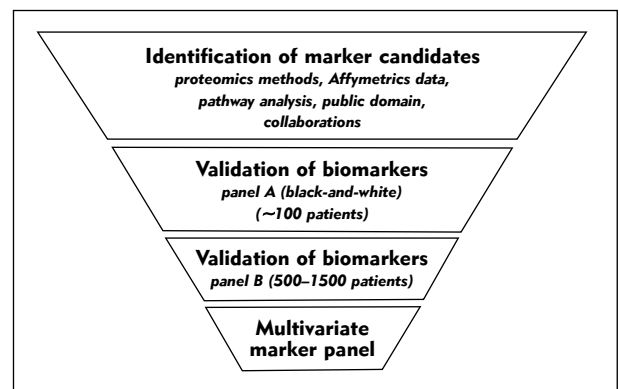 Identification of marker candidates
proteomics methods, Affymetrics data,
pathway analysis, public domain,
collaborations
Validation of biomarkers
panel A (black-and-white)
(~100 patients)
Validation of biomarkers
panel B (500–1500 patients)
Multivariate
marker panel